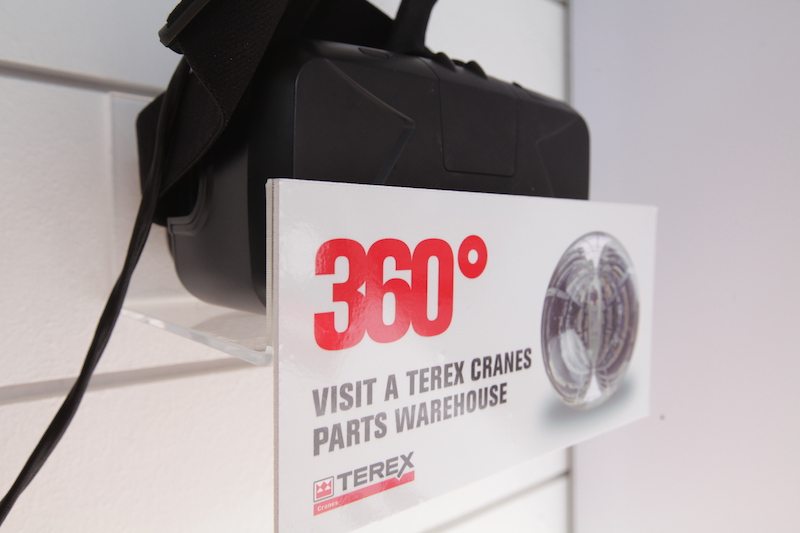 360°
VISIT A TEREX CRANES
PARTS WAREHOUSE
TEREX
Cranes